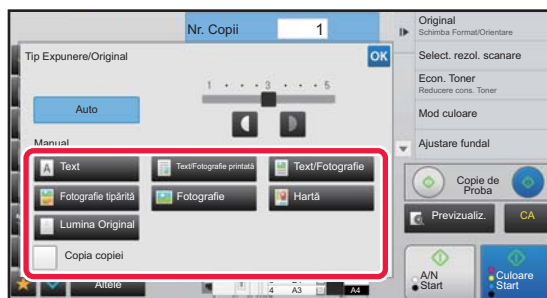 Nr. Copii 1
Tip Expunere/Original OK
1 3 5
Auto
Manual
A Text
Text/Fotografie printată
Text/Fotografie
Fotografie tipărită
Fotografie
Hartă
Lumina Original
Copia copiei
Altele
4 A3
A4
Original
Schimba Format/Orientare
Select. rezol. scanare
Econ. Toner
Reducere cons. Toner
Mod culoare
Ajustare fundal
Copie de
Proba
Previzualiz.
CA
A/N
Start
Culoare
Start